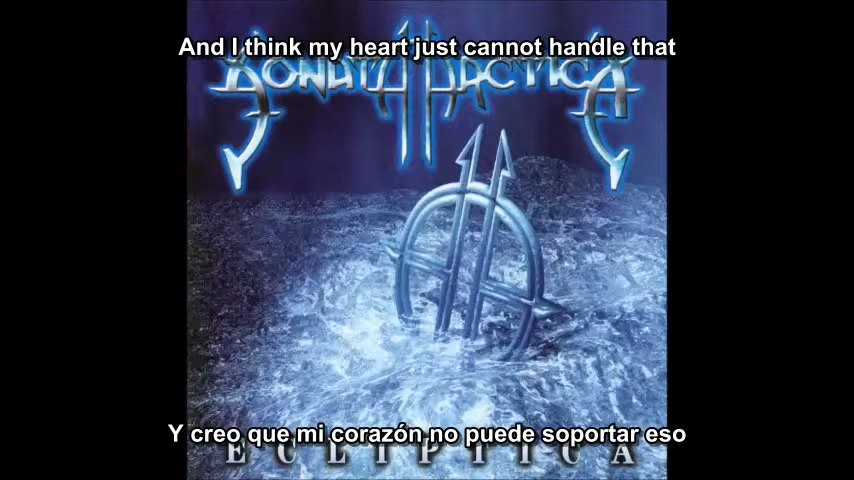 And I think my heart just cannot handle that
SONATA ARCTICA
Y creo que mi corazón no puede soportar eso
ECLIPTICA